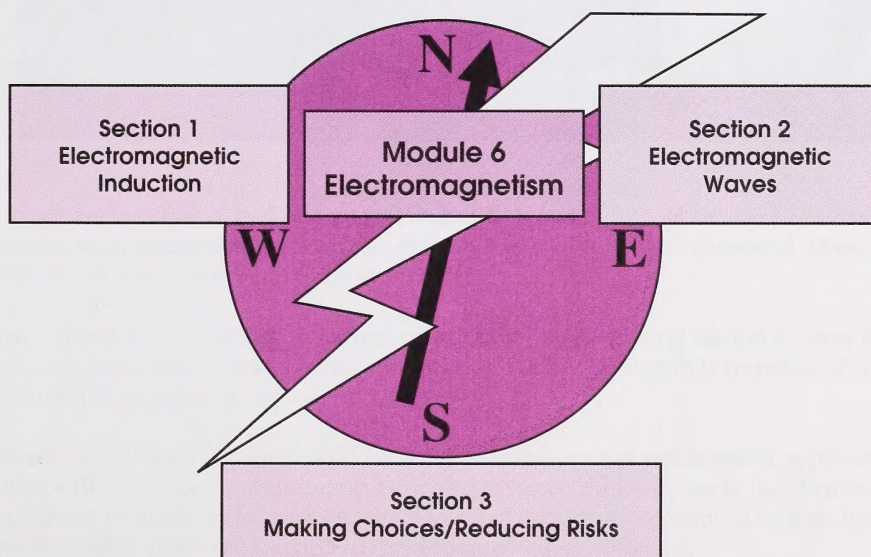 N
Section 1
Electromagnetic
Induction
Module 6
Electromagnetism
Section 2
Electromagnetic
Waves
W
E
S
Section 3
Making Choices/Reducing Risks